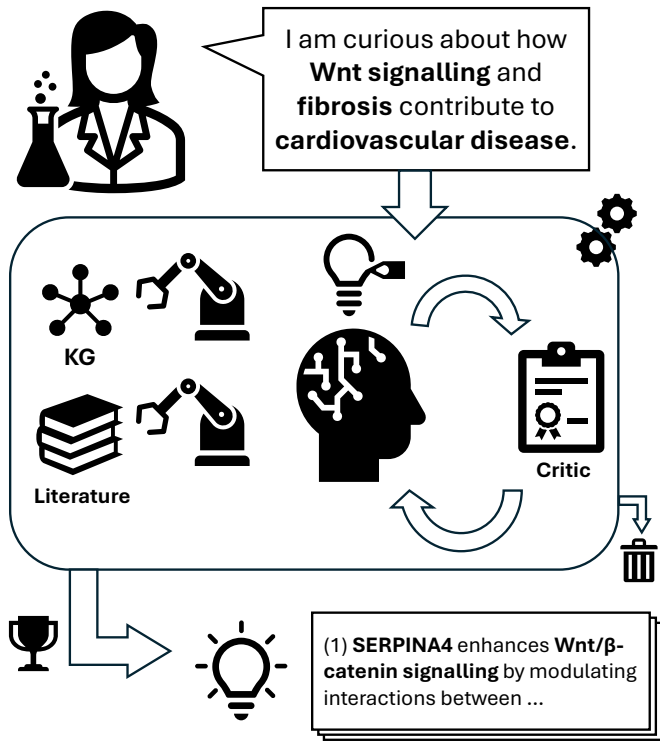 I am curious about how
Wnt signalling and
fibrosis contribute to
cardiovascular disease.
KG
Literature
Critic
(1) SERPINA4 enhances Wnt/β-
catenin signalling by modulating
interactions between ...